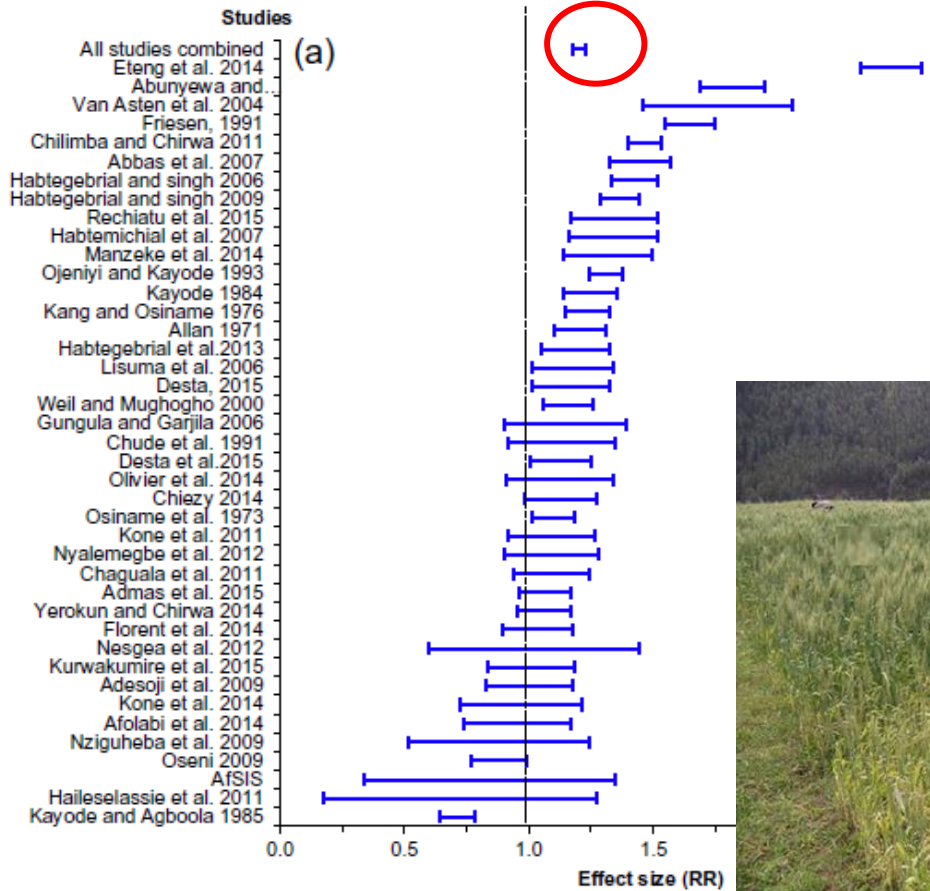 Studies
(a)
All studies combined
Eteng et al. 2014
Abunyewa and...
Van Asten et al. 2004
Friesen, 1991
Chilimba and Chirwa 2011
Abbas et al. 2007
Habtegebrial and singh 2006
Habtegebrial and singh 2009
Rechiatu et al. 2015
Habtemichial et al. 2007
Manzeke et al. 2014
Ojeniyi and Kayode 1993
Kayode 1984
Kang and Osiname 1976
Allan 1971
Habtegebrial et al.2013
Lisuma et al. 2006
Desta, 2015
Weil and Mughogho 2000
Gungula and Garjila 2006
Chude et al. 1991
Desta et al.2015
Olivier et al. 2014
Chiezy 2014
Osiname et al. 1973
Kone et al. 2011
Nyalemegbe et al. 2012
Chaguala et al. 2011
Admas et al. 2015
Yerokun and Chirwa 2014
Florent et al. 2014
Nesgea et al. 2012
Kurwakumire et al. 2015
Adesoji et al. 2009
Kone et al. 2014
Afolabi et al. 2014
Nziguheba et al. 2009
Oseni 2009
AfSIS
Haileselassie et al. 2011
Kayode and Agboola 1985
0.0 0.5 1.0 1.5
Effect size (RR)